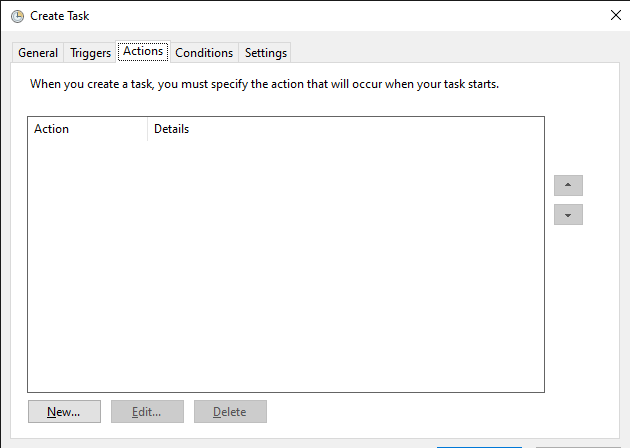 Create Task
General Triggers Actions Conditions Settings
When you create a task, you must specify the action that will occur when your task starts.
Action Details
New... Edit... Delete